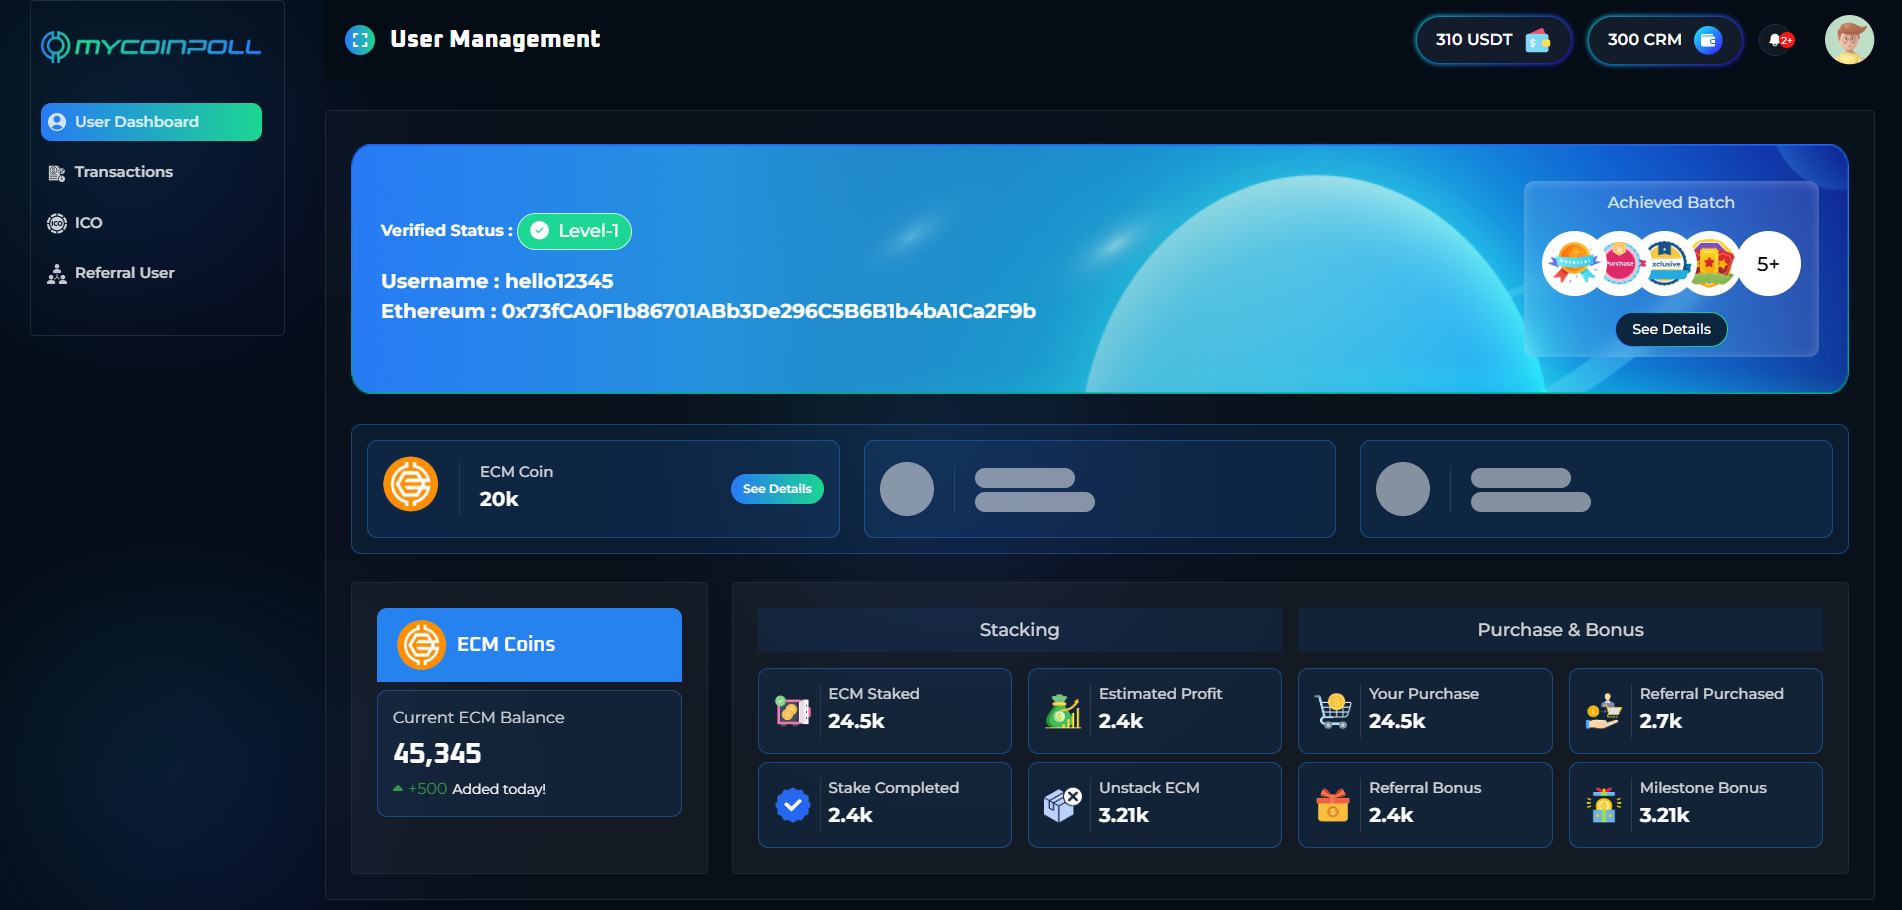 MYCOINPOLL
User Dashboard
Transactions
ICO
Referral User
User Management
310 USDT
300 CRM
2+
Verified Status :
Level-1
Username : hello12345
Ethereum : 0x73fCA0F1b86701ABb3De296C5B6B1b4bA1Ca2F9b
Achieved Batch
Purchase
xclusive
5+
See Details
ECM Coin
20k
See Details
ECM Coins
Current ECM Balance
45,345
+500 Added today!
Stacking
ECM Staked
24.5k
Estimated Profit
2.4k
Stake Completed
2.4k
Unstack ECM
3.21k
Purchase & Bonus
Your Purchase
24.5k
Referral Purchased
2.7k
Referral Bonus
2.4k
Milestone Bonus
3.21k